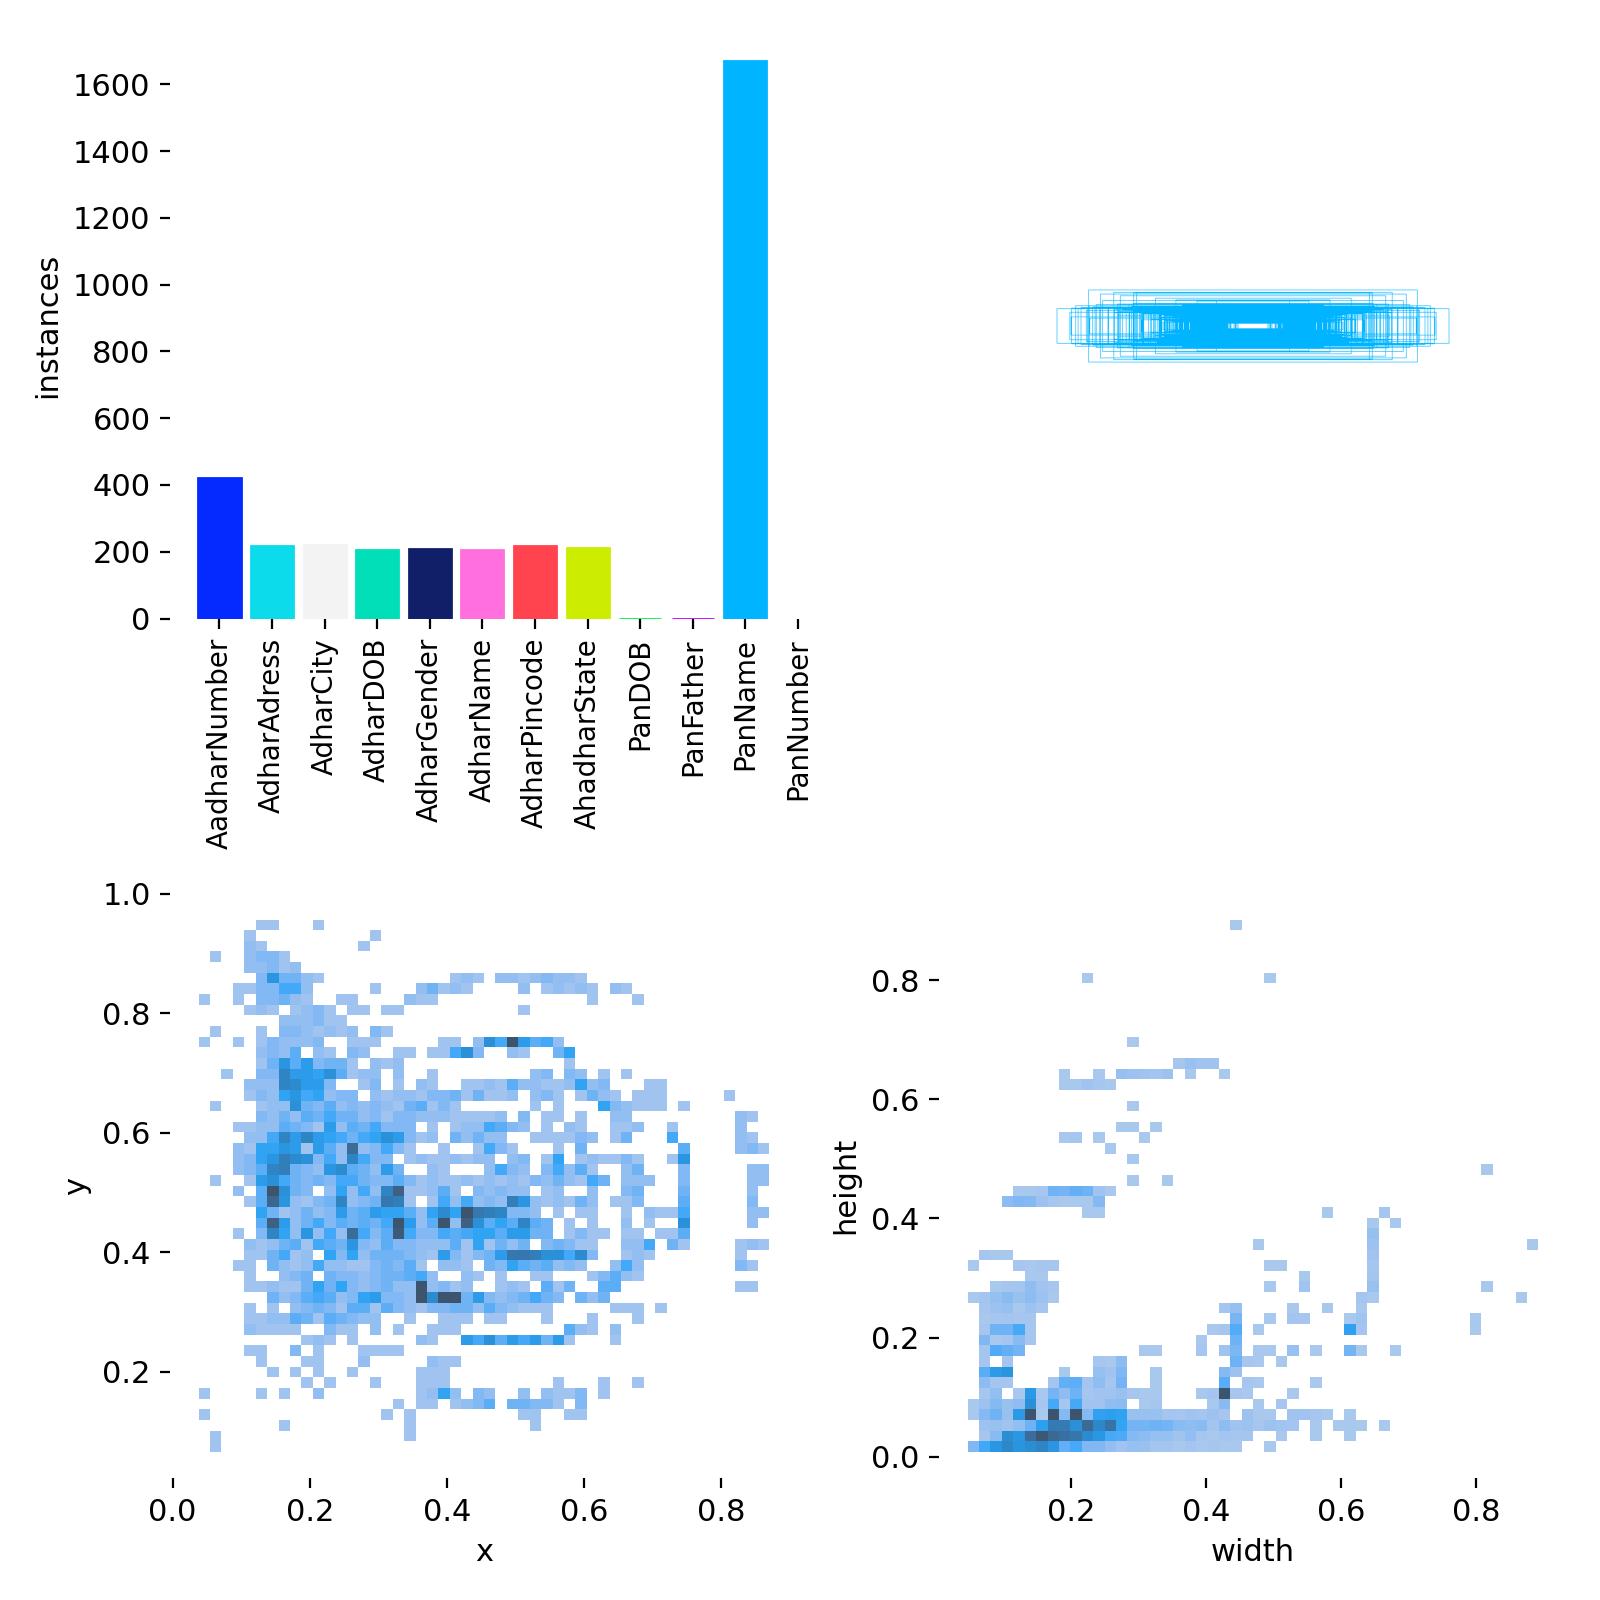 instances
1600
1400
1200
1000
800
600
400
200
0
AadharNumber
AdharAdress
AdharCity
AdharDOB
AdharGender
AdharName
AdharPincode
AhadharState
PanDOB
PanFather
PanName
PanNumber
y
1.0
0.8
0.6
0.4
0.2
0.0 0.2 0.4 0.6 0.8
x
height
0.8
0.6
0.4
0.2
0.0
0.2 0.4 0.6 0.8
width